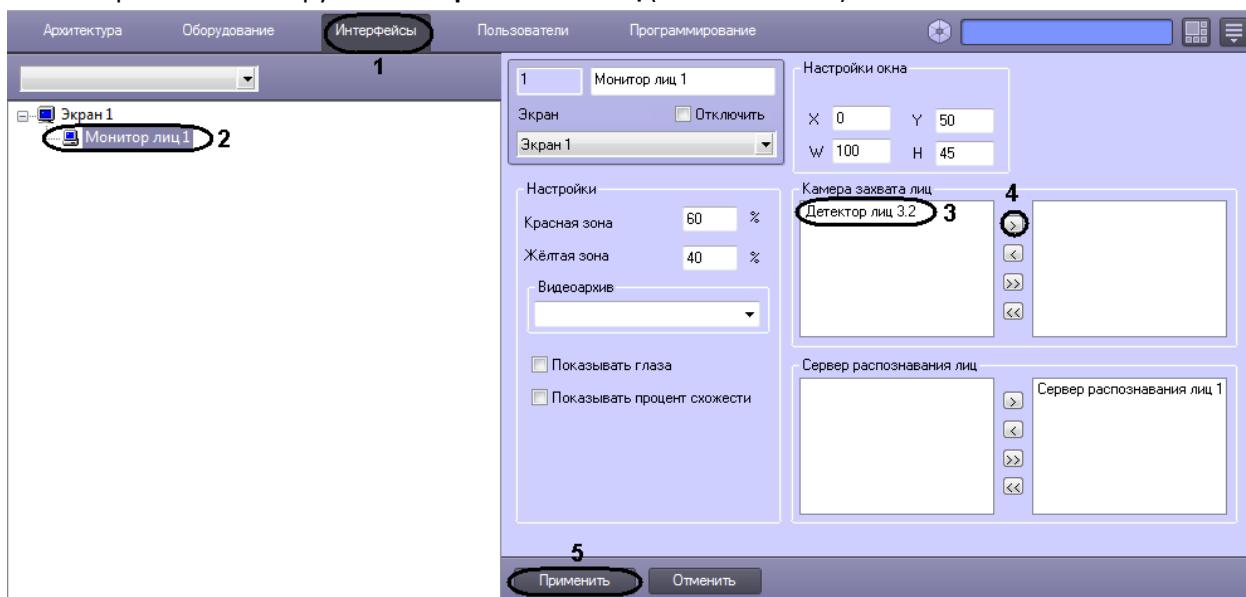 Архитектура Оборудование Интерфейсы Пользователи Программирование
1
Экран 1
Монитор лиц 1 2
1 Монитор лиц 1
Экран Отключить
Экран 1
Настройки окна
X 0 Y 50
W 100 H 45
Настройки
Красная зона 60 %
Жёлтая зона 40 %
Видеоархив
Показывать глаза
Показывать процент схожести
Камера захвата лиц 4
Детектор лиц 3.2 3 >
<
>>
<<
Сервер распознавания лиц
> Сервер распознавания лиц 1
<
>>
<<
5
Применить Отменить